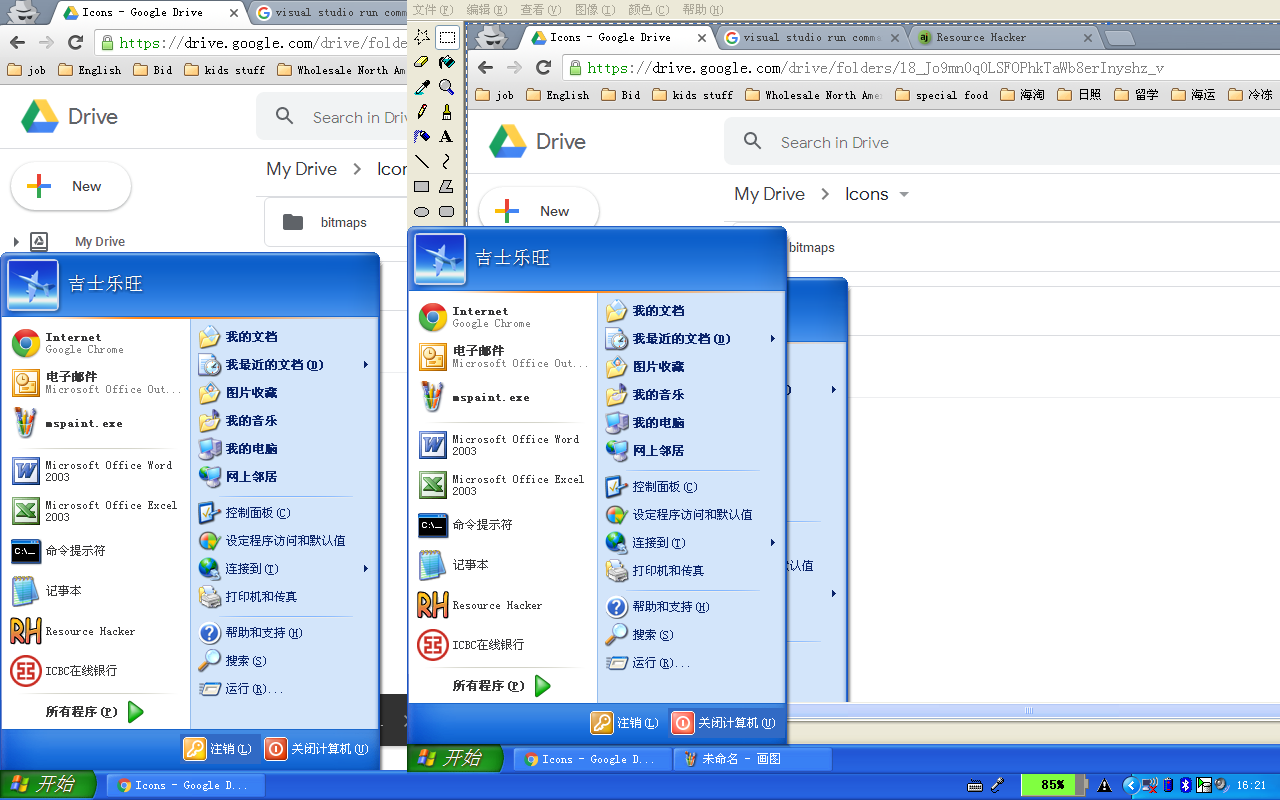 Icons - Google Drive
visual studio run comm
https://drive.google.com/drive/folde
job English Bid kids stuff Wholesale North Am
Drive
Search in Driv
New
My Drive
Icor
bitmaps
My Drive
吉士乐旺
Internet
Google Chrome
电子邮件
Microsoft Office Out...
mspaint.exe
Microsoft Office Word
2003
Microsoft Office Excel
2003
命令提示符
记事本
Resource Hacker
ICBC在线银行
所有程序(P)
我的文档
我最近的文档(D)
图片收藏
我的音乐
我的电脑
网上邻居
控制面板(C)
设定程序访问和默认值
连接到(T)
打印机和传真
帮助和支持(H)
搜索(S)
运行(R)...
注销(L)
关闭计算机(U)
开始
Icons - Google D...
文件(F) 编辑(E) 查看(V) 图像(I) 颜色(C) 帮助(H)
Icons - Google Drive
visual studio run comma
Resource Hacker
https://drive.google.com/drive/folders/18_Jo9mn0q0LSFOPhkTaWb8erInyshz_v
job English Bid kids stuff Wholesale North Ame special food 海淘 日照 留学 海运 冷冻
Drive
Search in Drive
New
My Drive
Icons
bitmaps
吉士乐旺
Internet
Google Chrome
电子邮件
Microsoft Office Out...
mspaint.exe
Microsoft Office Word
2003
Microsoft Office Excel
2003
命令提示符
记事本
Resource Hacker
ICBC在线银行
所有程序(P)
我的文档
我最近的文档(D)
图片收藏
我的音乐
我的电脑
网上邻居
控制面板(C)
设定程序访问和默认值
连接到(T)
打印机和传真
帮助和支持(H)
搜索(S)
运行(R)...
注销(L)
关闭计算机(U)
默认值
开始
Icons - Google D...
未命名 - 画图
85%
16:21